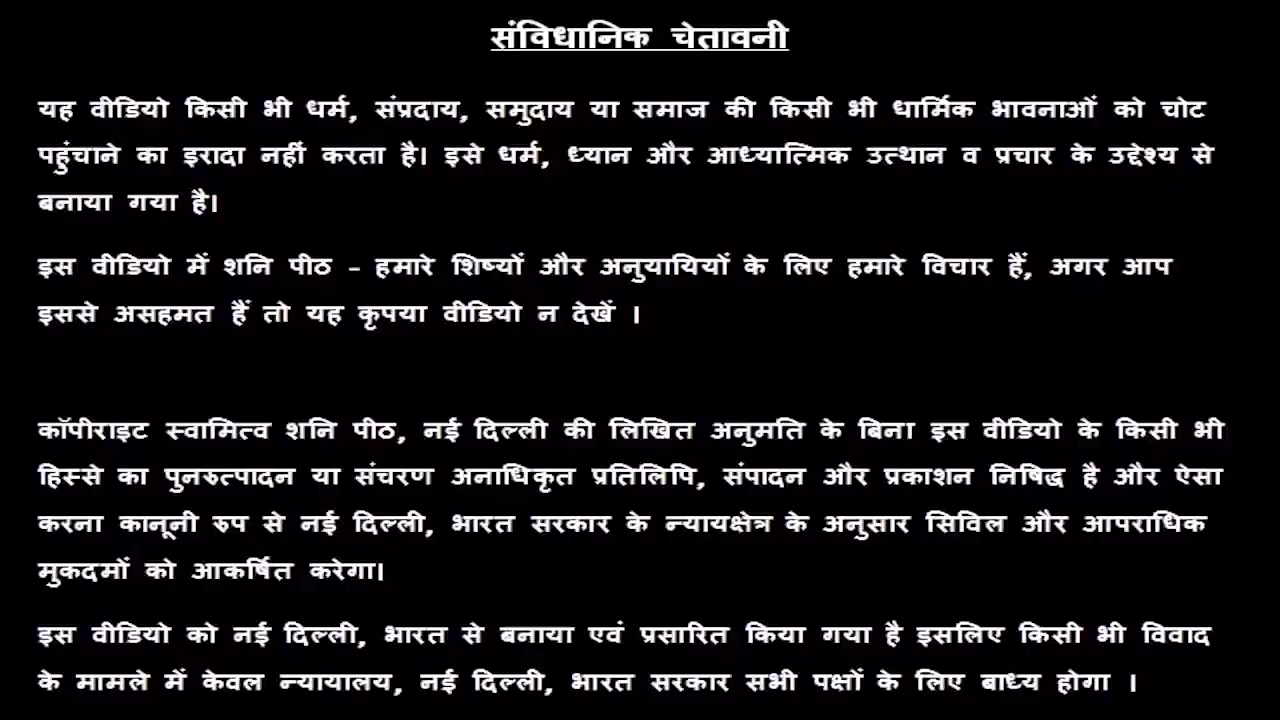 संविधानिक चेतावनी
यह वीडियो किसी भी धर्म, संप्रदाय, समुदाय या समाज की किसी भी धार्मिक भावनाओं को चोट
पहुंचाने का इरादा नहीं करता है। इसे धर्म, ध्यान और आध्यात्मिक उत्थान व प्रचार के उद्देश्य से
बनाया गया है।
इस वीडियो में शनि पीठ – हमारे शिष्यों और अनुयायियों के लिए हमारे विचार हैं, अगर आप
इससे असहमत हैं तो यह कृपया वीडियो न देखें ।
कॉपीराइट स्वामित्व शनि पीठ, नई दिल्ली की लिखित अनुमति के बिना इस वीडियो के किसी भी
हिस्से का पुनरुत्पादन या संचरण अनाधिकृत प्रतिलिपि, संपादन और प्रकाशन निषिद्ध है और ऐसा
करना कानूनी रुप से नई दिल्ली, भारत सरकार के न्यायक्षेत्र के अनुसार सिविल और आपराधिक
मुकदमों को आकर्षित करेगा।
इस वीडियो को नई दिल्ली, भारत से बनाया एवं प्रसारित किया गया है इसलिए किसी भी विवाद
के मामले में केवल न्यायालय, नई दिल्ली, भारत सरकार सभी पक्षों के लिए बाध्य होगा ।